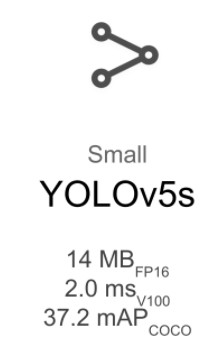 Small
YOLOv5s
14 MB FP16
2.0 ms V100
37.2 mAP COCO